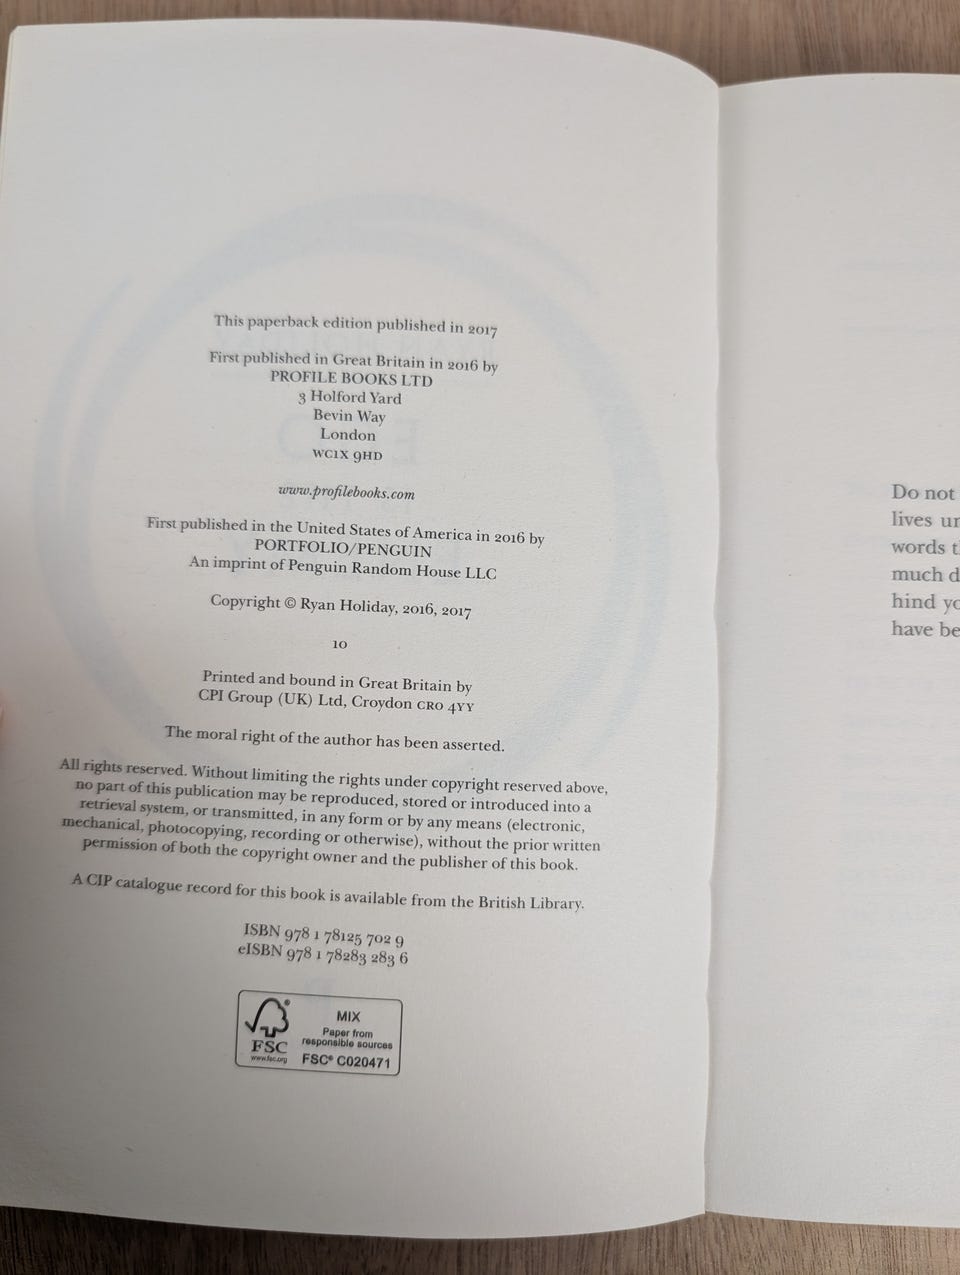 This paperback edition published in 2017
First published in Great Britain in 2016 by
PROFILE BOOKS LTD
3 Holford Yard
Bevin Way
London
WC1X 9HD
www.profilebooks.com
First published in the United States of America in 2016 by
PORTFOLIO/PENGUIN
An imprint of Penguin Random House LLC
Copyright © Ryan Holiday, 2016, 2017
10
Printed and bound in Great Britain by
CPI Group (UK) Ltd, Croydon CR0 4YY
The moral right of the author has been asserted.
All rights reserved. Without limiting the rights under copyright reserved above,
no part of this publication may be reproduced, stored or introduced into a
retrieval system, or transmitted, in any form or by any means (electronic,
mechanical, photocopying, recording or otherwise), without the prior written
permission of both the copyright owner and the publisher of this book.
A CIP catalogue record for this book is available from the British Library.
ISBN 978 1 78125 702 9
eISBN 978 1 78283 283 6
FSC
www.fsc.org
MIX
Paper from
responsible sources
FSC® C020471
Do not
lives
words
much
hind
have